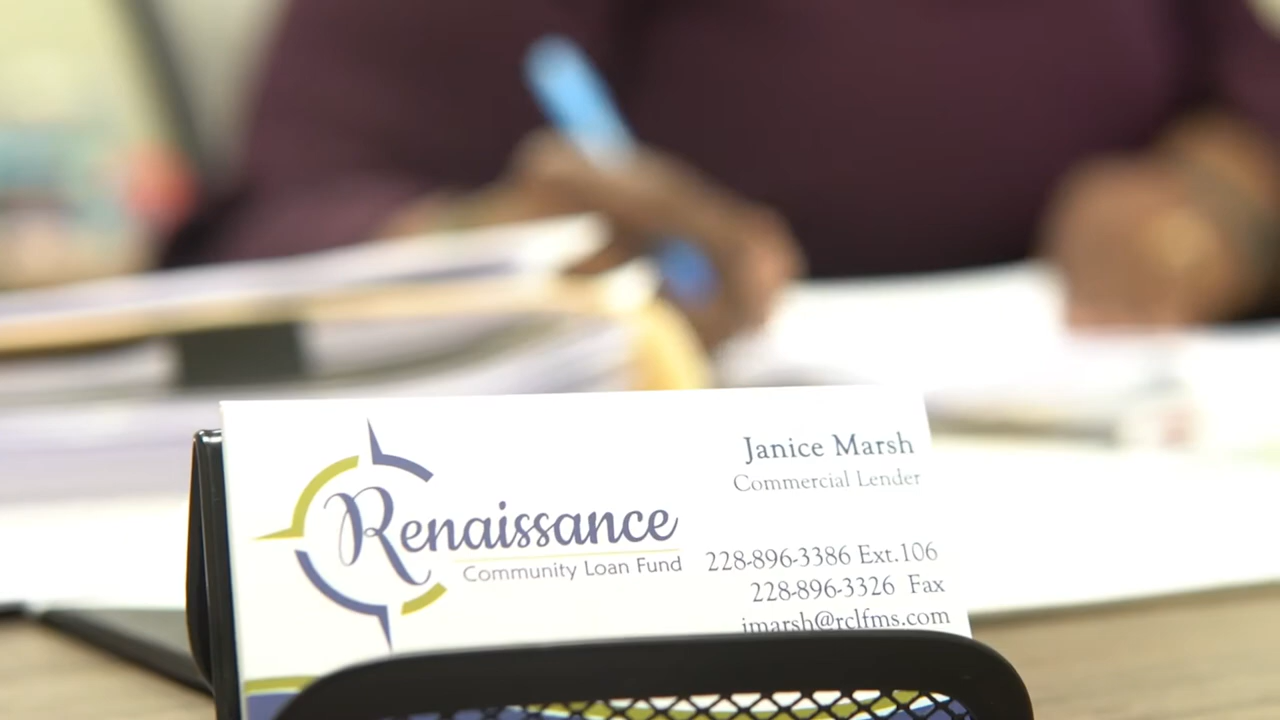 Renaissance
Community Loan Fund
Janice Marsh
Commercial Lender
228-896-3386 Ext.106
228-896-3326 Fax
jmarsh@rclfms.com